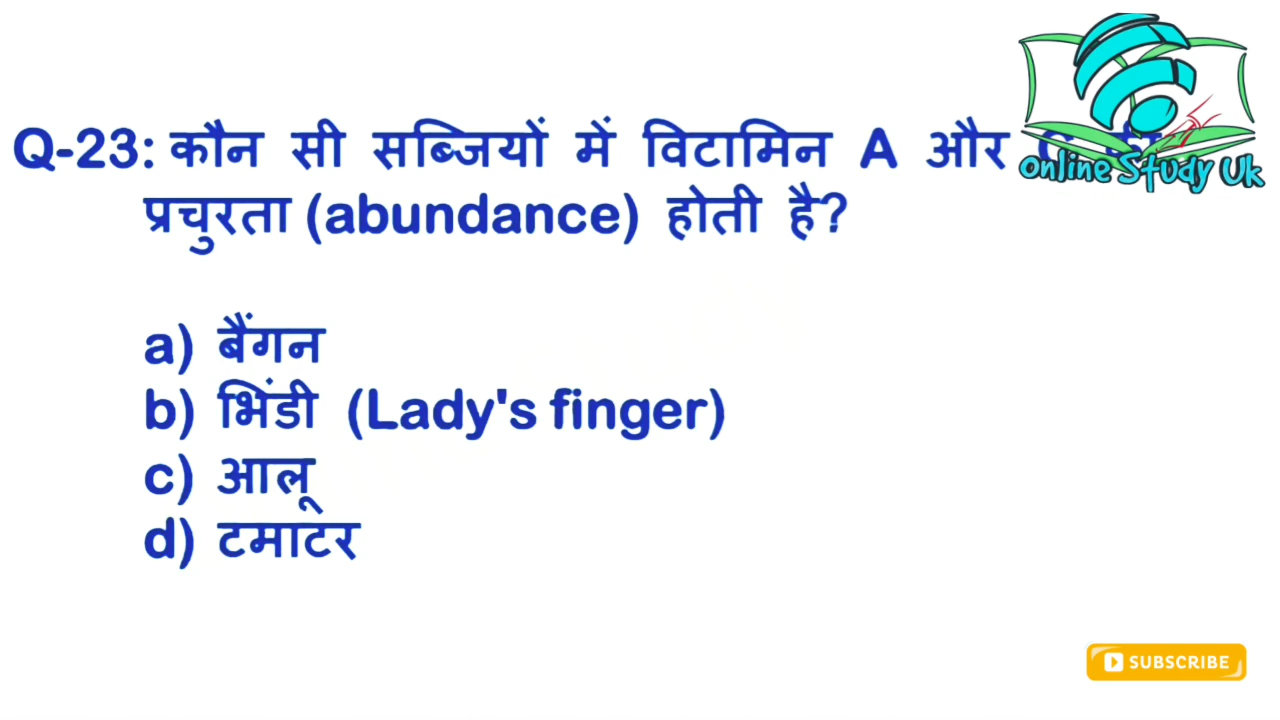 Q-23: कौन सी सब्जियों में विटामिन A और
प्रचुरता (abundance) होती है?
a) बैंगन
b) भिंडी (Lady's finger)
c) आलू
d) टमाटर
Online Study Uk
SUBSCRIBE